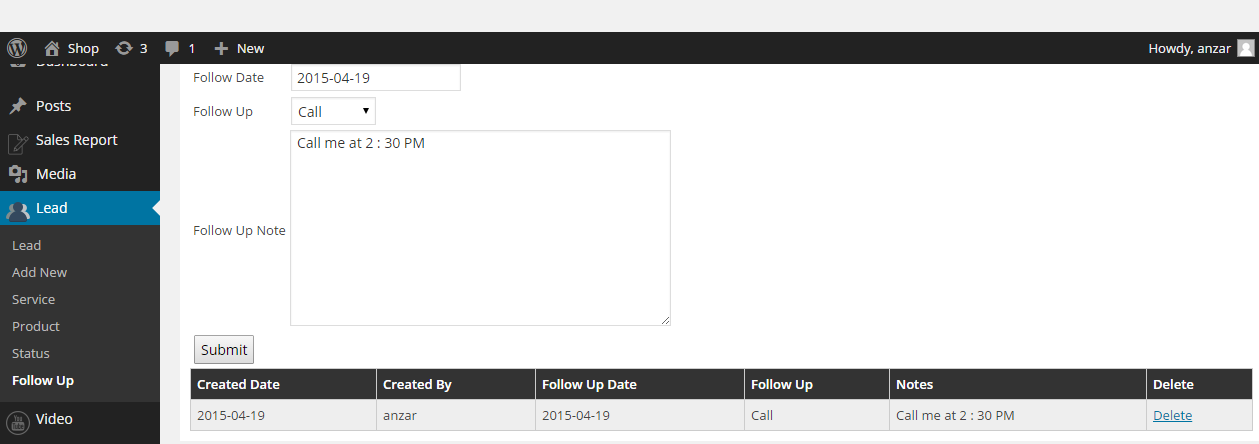 Shop 3 1 New Howdy, anzar
Dashboard
Posts
Sales Report
Media
Lead
Lead
Add New
Service
Product
Status
Follow Up
Video
Follow Date 2015-04-19
Follow Up Call
Call me at 2 : 30 PM
Follow Up Note
Submit
Created Date Created By Follow Up Date Follow Up Notes Delete
2015-04-19 anzar 2015-04-19 Call Call me at 2 : 30 PM Delete